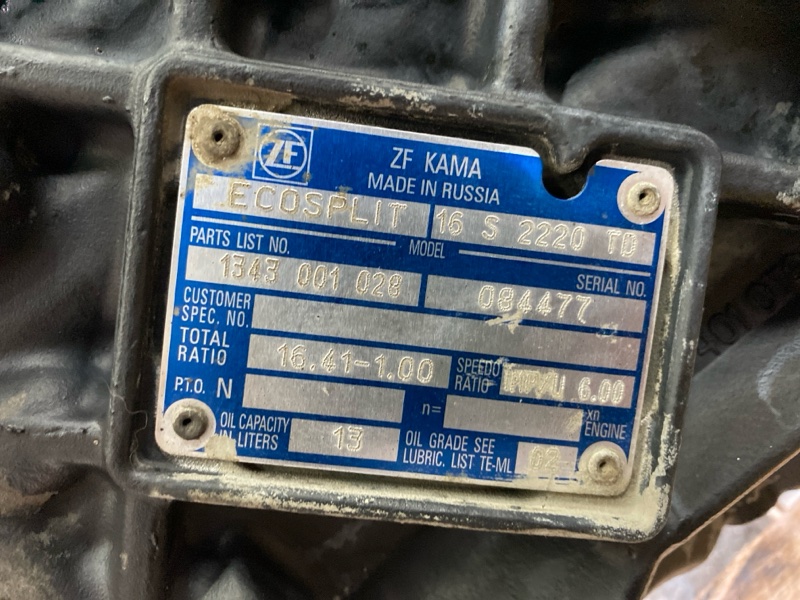 ZF
ZF KAMA
MADE IN RUSSIA
ECOSPLIT 16 S 2220 TD
PARTS LIST NO. MODEL
1343 001 028 084477 SERIAL NO.
CUSTOMER
SPEC. NO.
TOTAL
RATIO 16.41-1.00 SPEEDO
RATIO 6.00
P.T.O. N n= xn
ENGINE
OIL CAPACITY
IN LITERS 13 OIL GRADE SEE
LUBRIC. LIST TE-ML 02